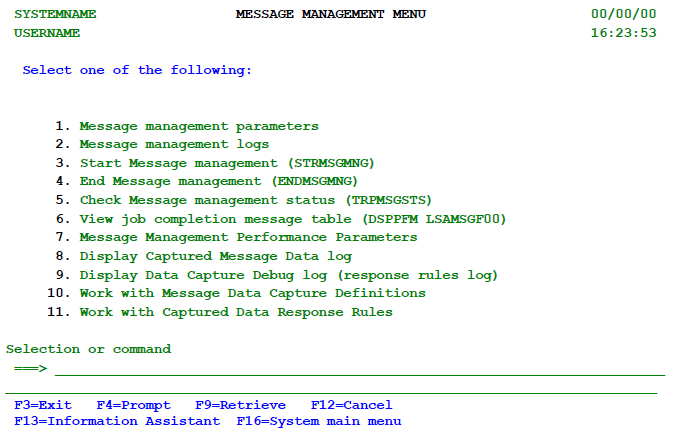 SYSTEMNAME MESSAGE MANAGEMENT MENU 00/00/00
USERNAME 16:23:53
Select one of the following:
1. Message management parameters
2. Message management logs
3. Start Message management (STRMSGMNG)
4. End Message management (ENDMSGMNG)
5. Check Message management status (TRPMSGSTS)
6. View job completion message table (DSPPFM LSAMSGF00)
7. Message Management Performance Parameters
8. Display Captured Message Data log
9. Display Data Capture Debug log (response rules log)
10. Work with Message Data Capture Definitions
11. Work with Captured Data Response Rules
Selection or command
===>
F3=Exit F4=Prompt F9=Retrieve F12=Cancel
F13=Information Assistant F16=System main menu